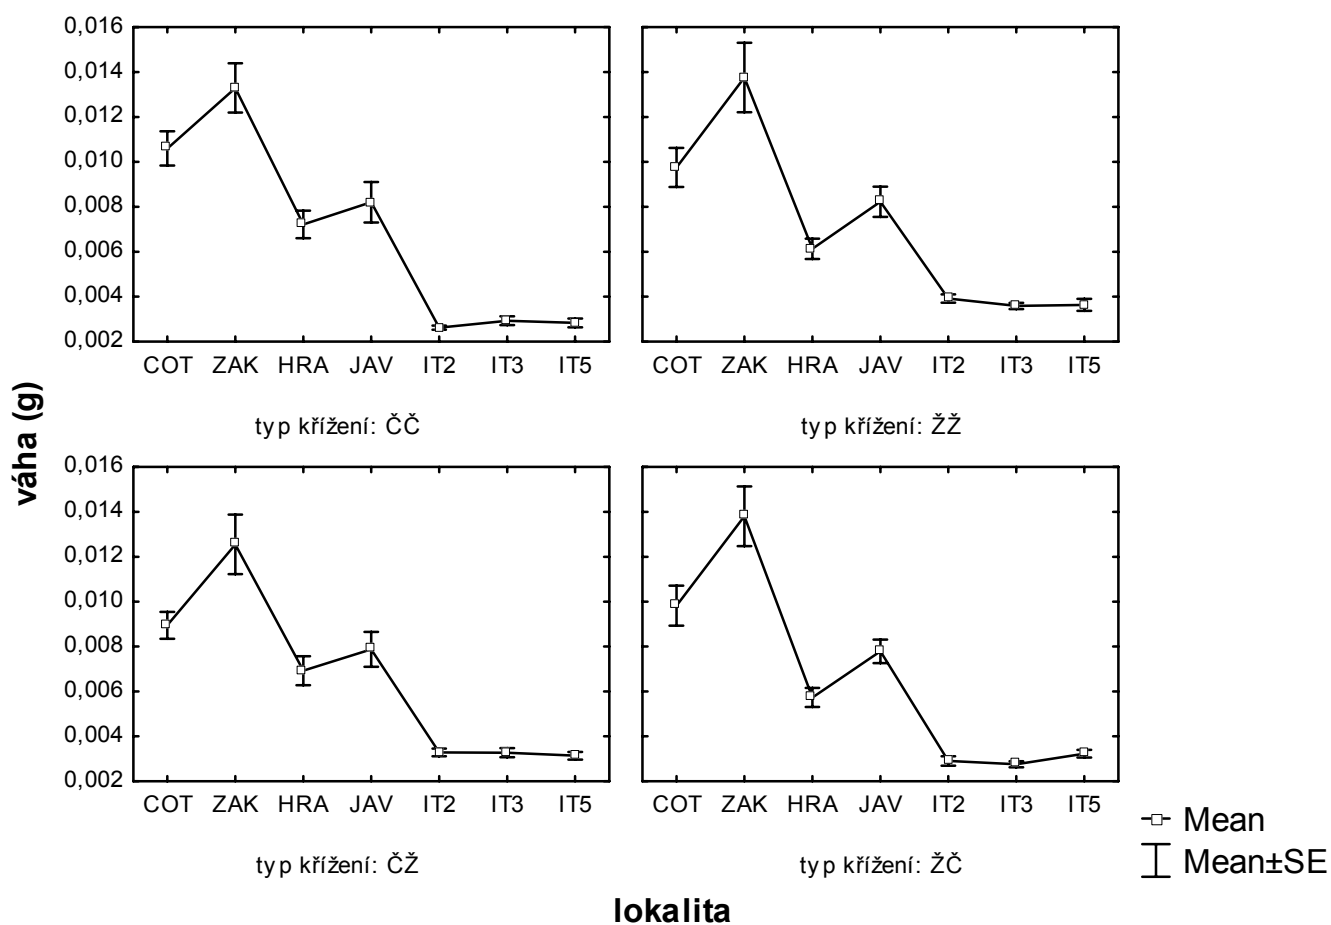 0,016
0,014
0,012
0,010
0,008
0,006
0,004
0,002
COT ZAK HRA JAV IT2 IT3 IT5
typ křížení: ČČ
COT ZAK HRA JAV IT2 IT3 IT5
typ křížení: ŽŽ
váha (g)
0,016
0,014
0,012
0,010
0,008
0,006
0,004
0,002
COT ZAK HRA JAV IT2 IT3 IT5
typ křížení: ČŽ
COT ZAK HRA JAV IT2 IT3 IT5
typ křížení: ŽČ
Mean
Mean±SE
lokalita